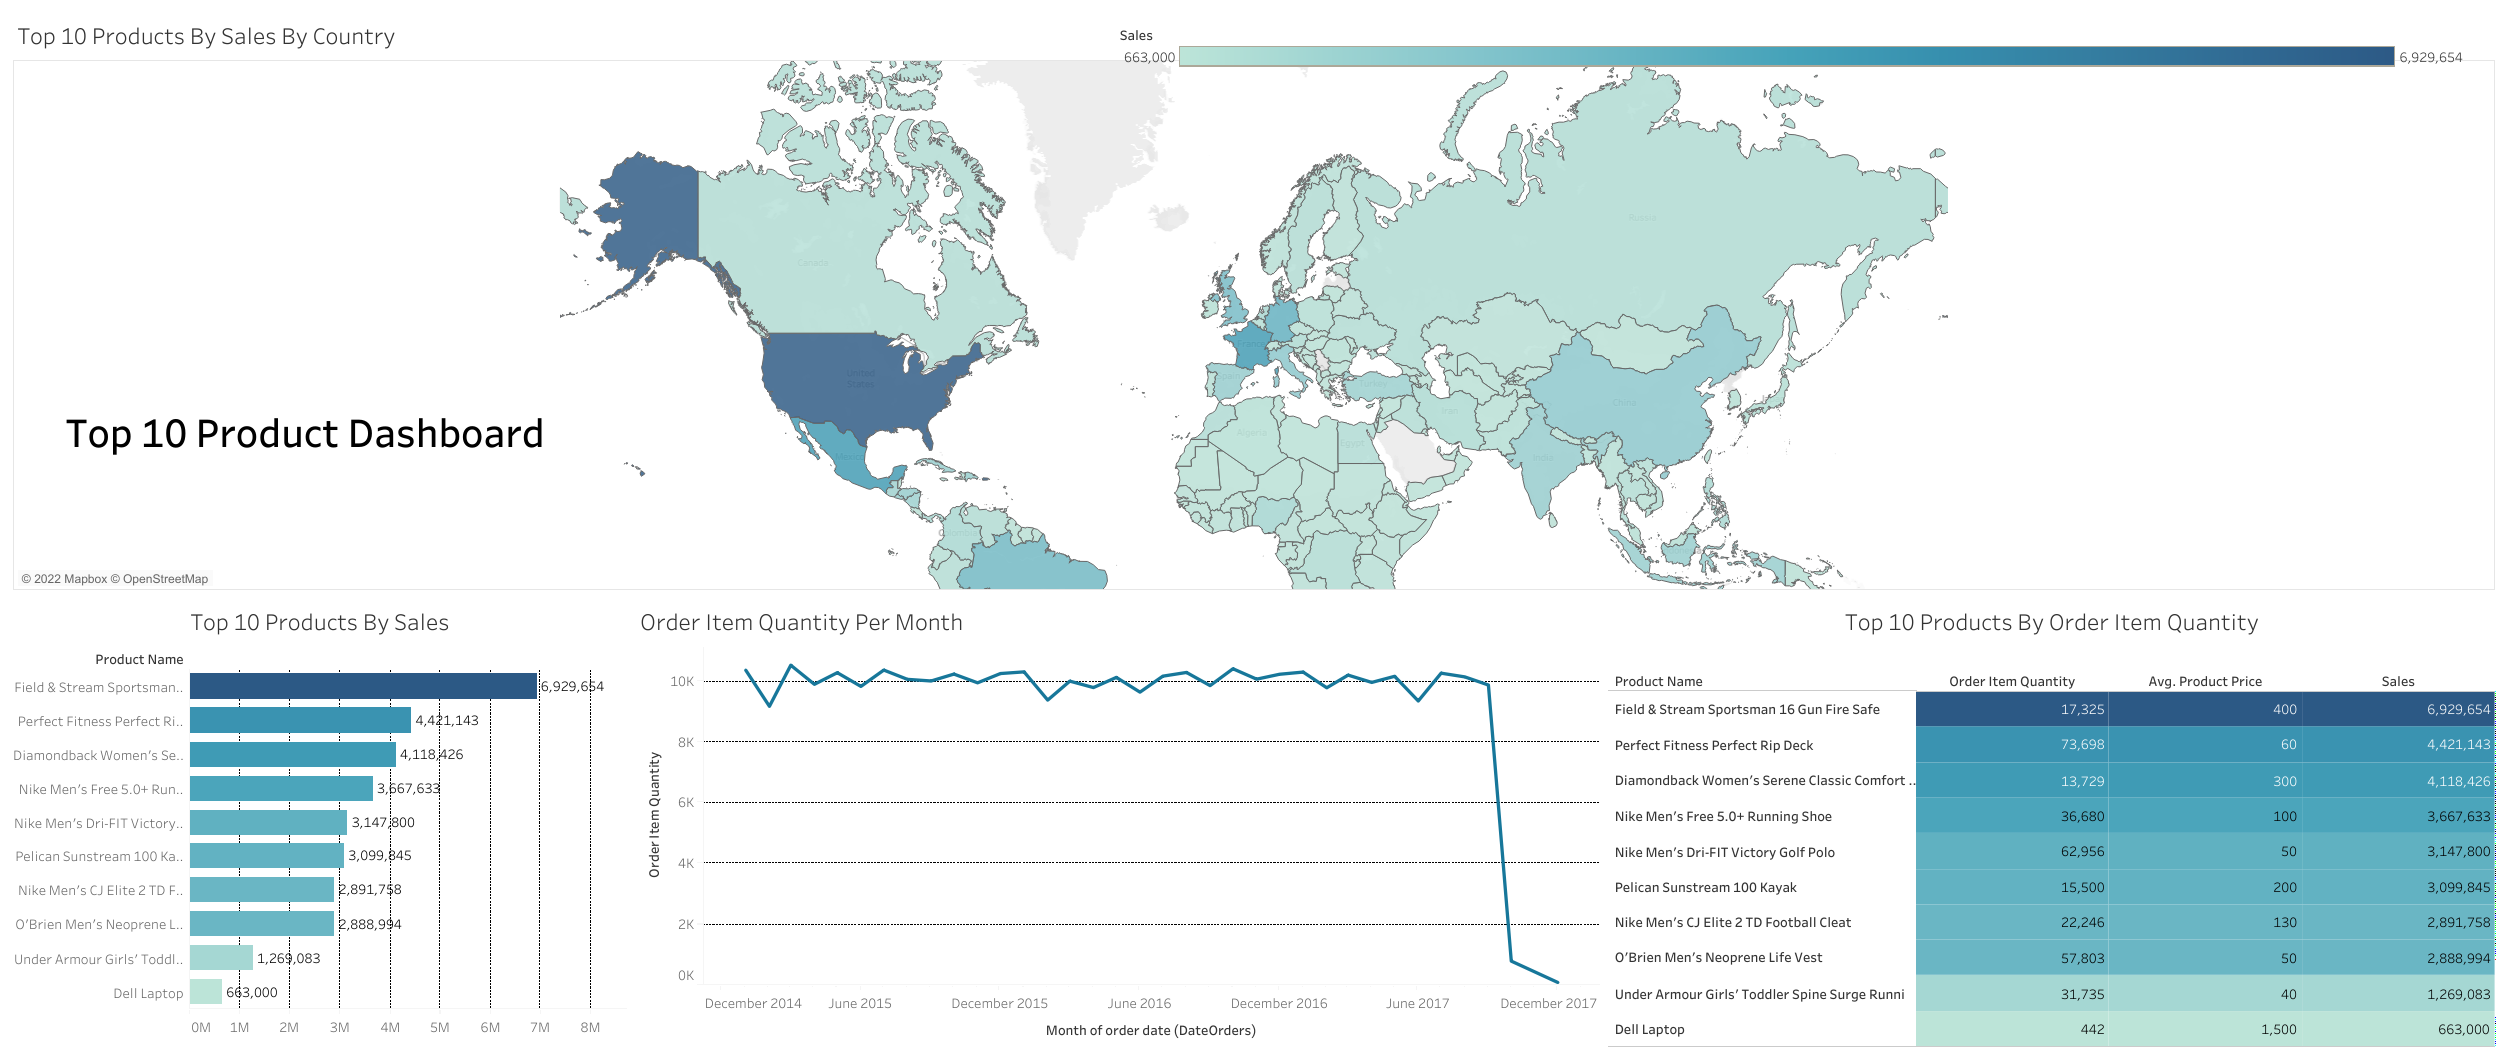 Top 10 Products By Sales By Country
Sales
663,000 6,929,654
Russia
Canada
United
States
France
Turkey
China
Iran
Algeria
Egypt
Mexico
India
Colombia
Top 10 Product Dashboard
© 2022 Mapbox © OpenStreetMap
Top 10 Products By Sales
Product Name
Field & Stream Sportsman.. 6,929,654
Perfect Fitness Perfect Ri.. 4,421,143
Diamondback Women's Se.. 4,118,426
Nike Men's Free 5.0+ Run.. 3,667,633
Nike Men's Dri-FIT Victory.. 3,147,800
Pelican Sunstream 100 Ka.. 3,099,845
Nike Men's CJ Elite 2 TD F.. 2,891,758
O'Brien Men's Neoprene L.. 2,888,994
Under Armour Girls' Toddl.. 1,269,083
Dell Laptop 663,000
0M 1M 2M 3M 4M 5M 6M 7M 8M
Order Item Quantity Per Month
Order Item Quantity
10K
8K
6K
4K
2K
0K
December 2014 June 2015 December 2015 June 2016 December 2016 June 2017 December 2017
Month of order date (DateOrders)
Top 10 Products By Order Item Quantity
Product Name Order Item Quantity Avg. Product Price Sales
Field & Stream Sportsman 16 Gun Fire Safe 17,325 400 6,929,654
Perfect Fitness Perfect Rip Deck 73,698 60 4,421,143
Diamondback Women's Serene Classic Comfort .. 13,729 300 4,118,426
Nike Men's Free 5.0+ Running Shoe 36,680 100 3,667,633
Nike Men's Dri-FIT Victory Golf Polo 62,956 50 3,147,800
Pelican Sunstream 100 Kayak 15,500 200 3,099,845
Nike Men's CJ Elite 2 TD Football Cleat 22,246 130 2,891,758
O'Brien Men's Neoprene Life Vest 57,803 50 2,888,994
Under Armour Girls' Toddler Spine Surge Runni 31,735 40 1,269,083
Dell Laptop 442 1,500 663,000